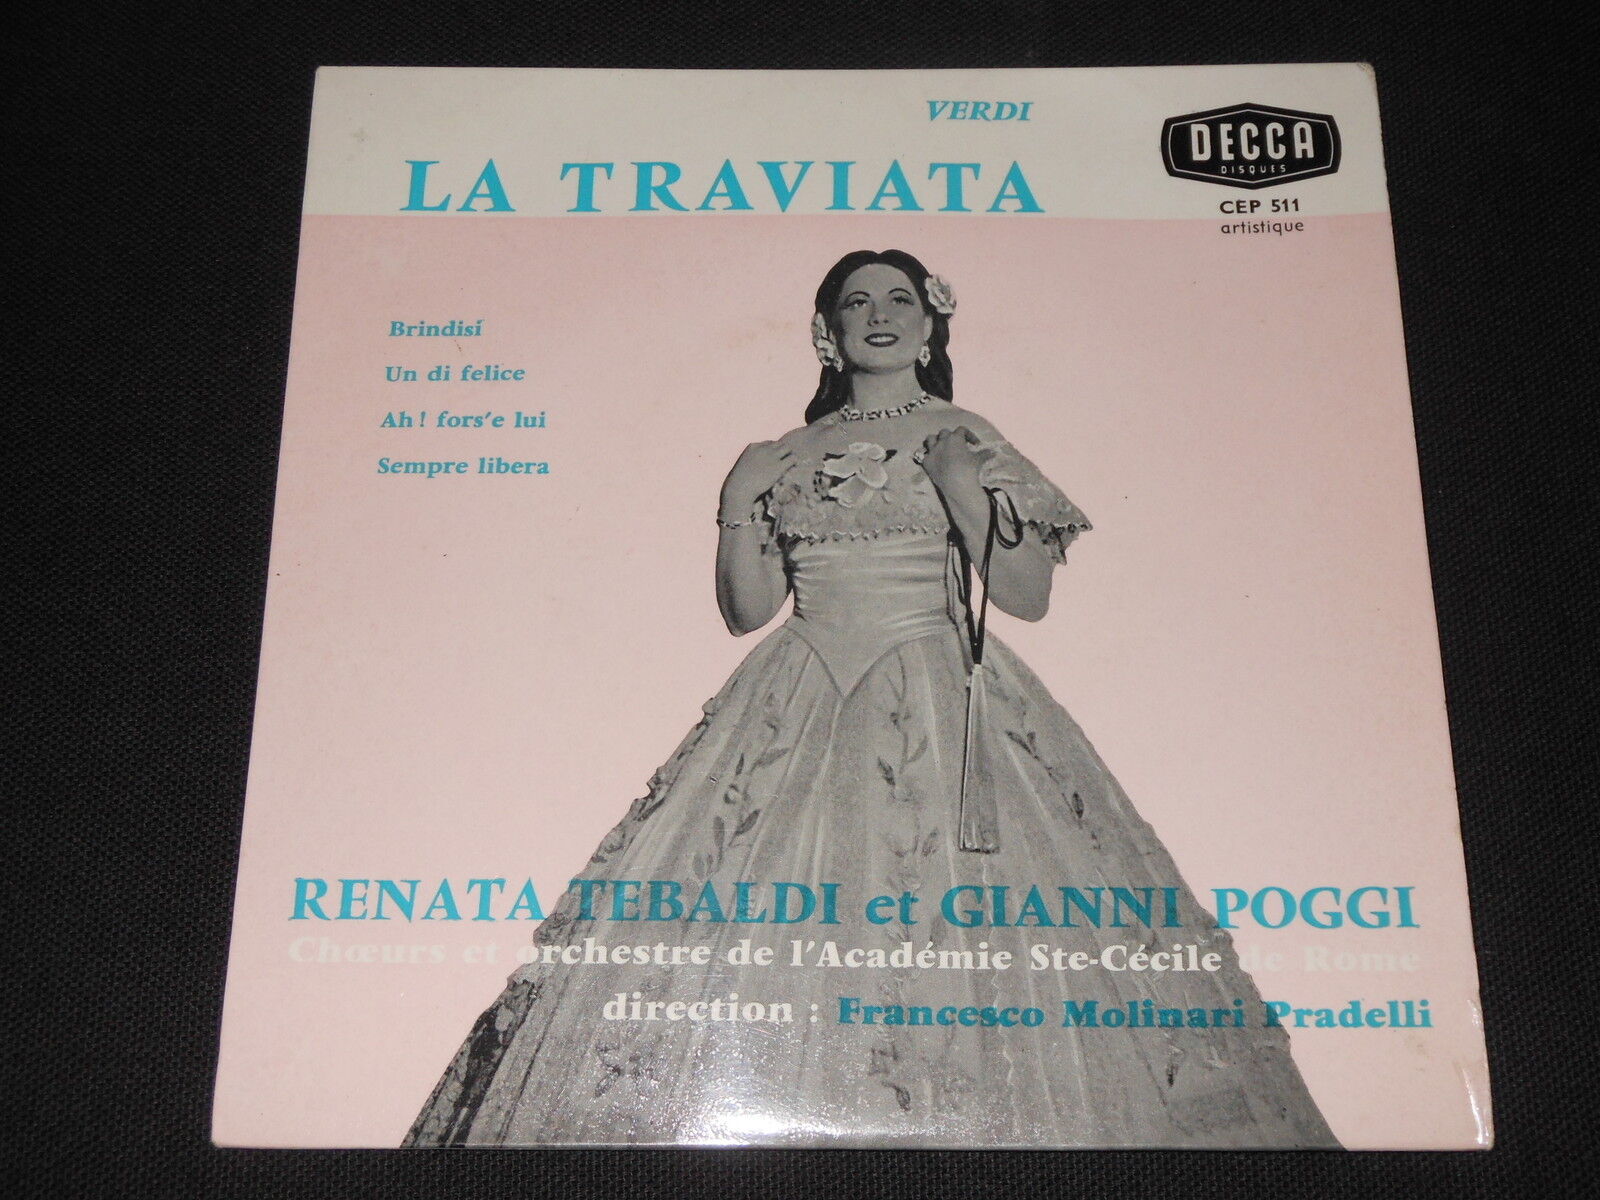 VERDI
LA TRAVIATA
DECCA
DISQUES
CEP 511
artistique
Brindisi
Un di felice
Ah! fors'e lui
Sempre libera
RENATA TEBALDI et GIANNI POGGI
Chœurs et orchestre de l'Académie Ste-Cécile de Rome
direction : Francesco Molinari Pradelli